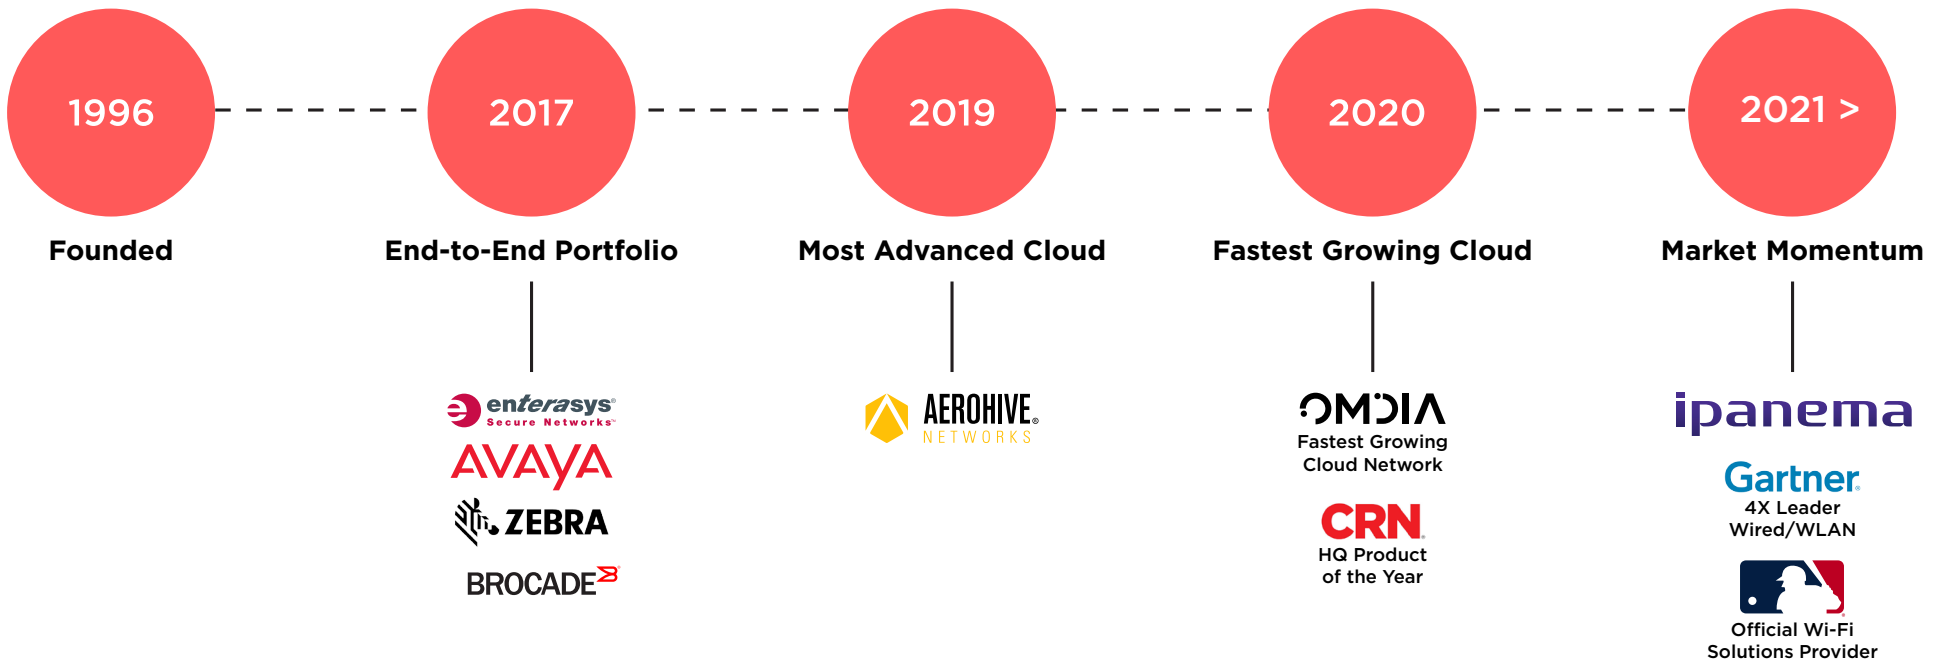 1996
2017
2019
2020
2021 >
Founded
End-to-End Portfolio
Most Advanced Cloud
Fastest Growing Cloud
Market Momentum
enterasys®
Secure Networks™
AVAYA
ZEBRA
BROCADE
AEROHIVE®
NETWORKS
OMDIA
Fastest Growing
Cloud Network
CRN
HQ Product
of the Year
ipanema
Gartner®
4X Leader
Wired/WLAN
Official Wi-Fi
Solutions Provider